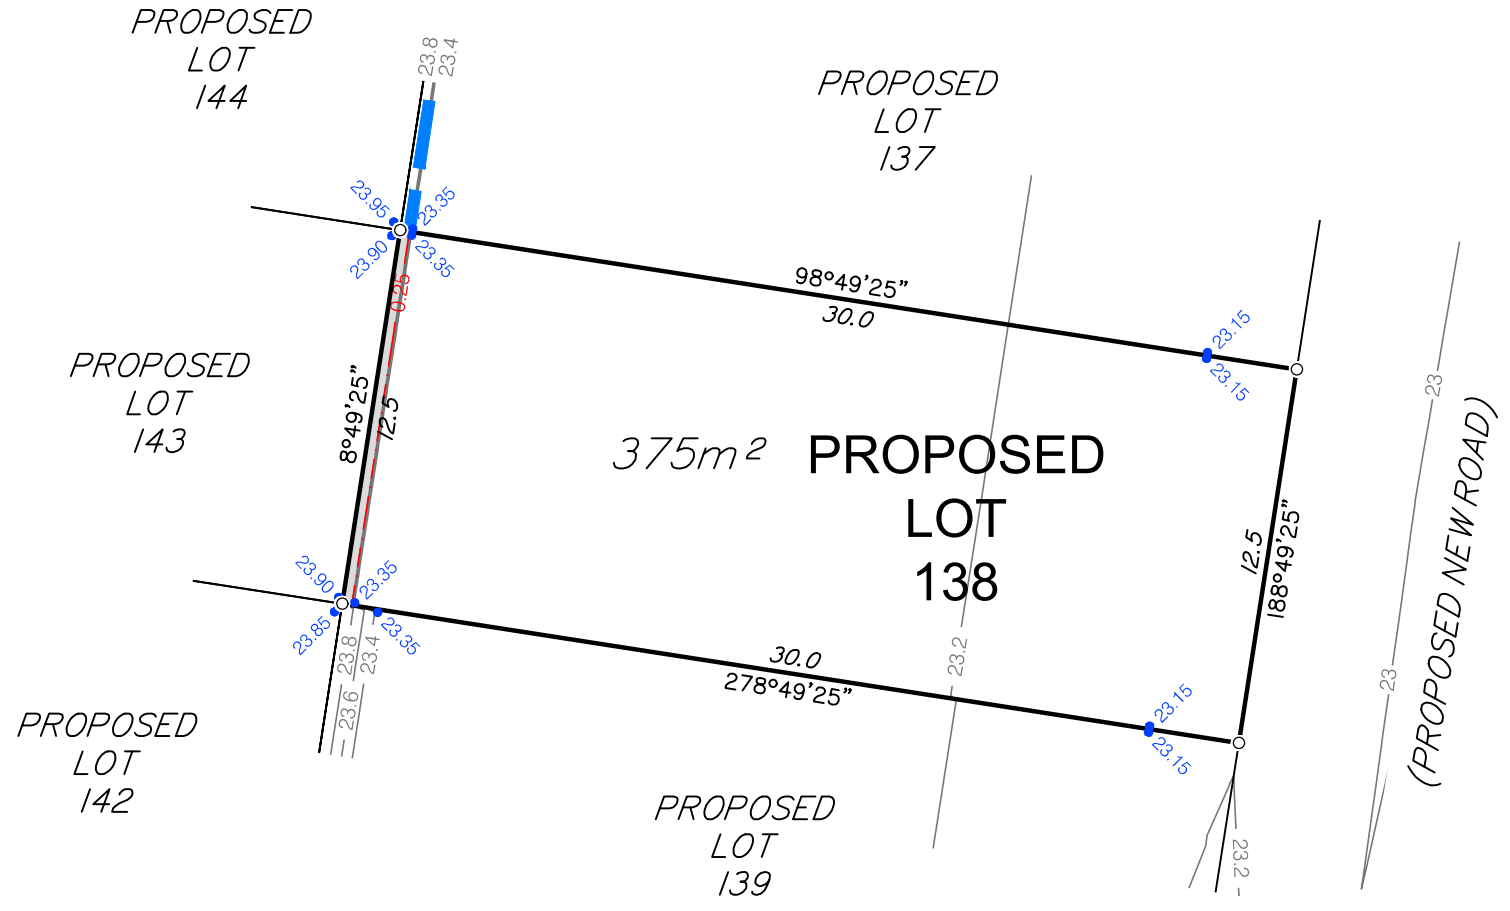 PROPOSED
LOT
144
23.8
23.4
PROPOSED
LOT
137
23.95
23.35
23.90
23.35
0.25
98°49'25"
30.0
23.15
23.15
23
PROPOSED
LOT
143
8°49'25"
12.5
375m²
PROPOSED
LOT
138
12.5
188°49'25"
(PROPOSED NEW ROAD)
23.90
23.35
23.85
23.35
23.8
23.4
23.6
30.0
278°49'25"
23.2
23
23.15
23.15
PROPOSED
LOT
142
PROPOSED
LOT
139
23.2